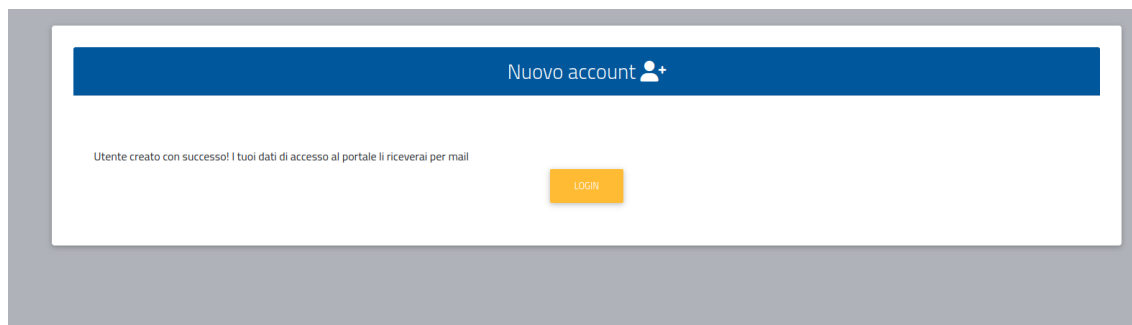 Nuovo account
Utente creato con successo! I tuoi dati di accesso al portale li riceverai per mail
LOGIN